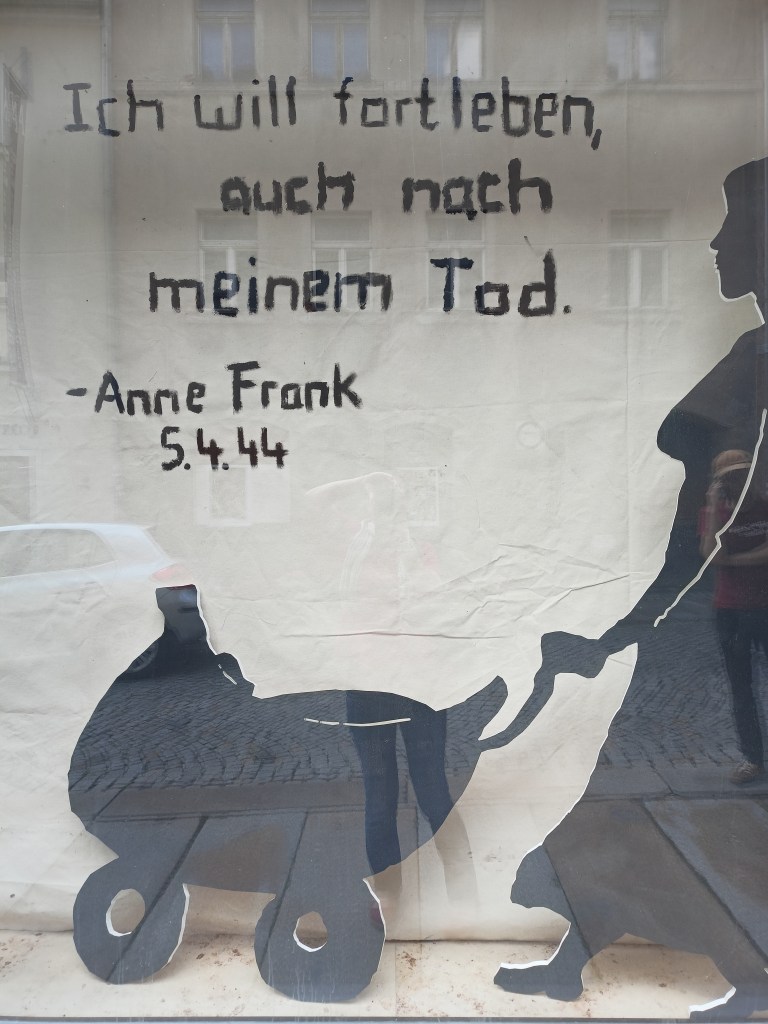 Ich will fortleben,
auch nach
meinem Tod.
-Anne Frank
5.4.44